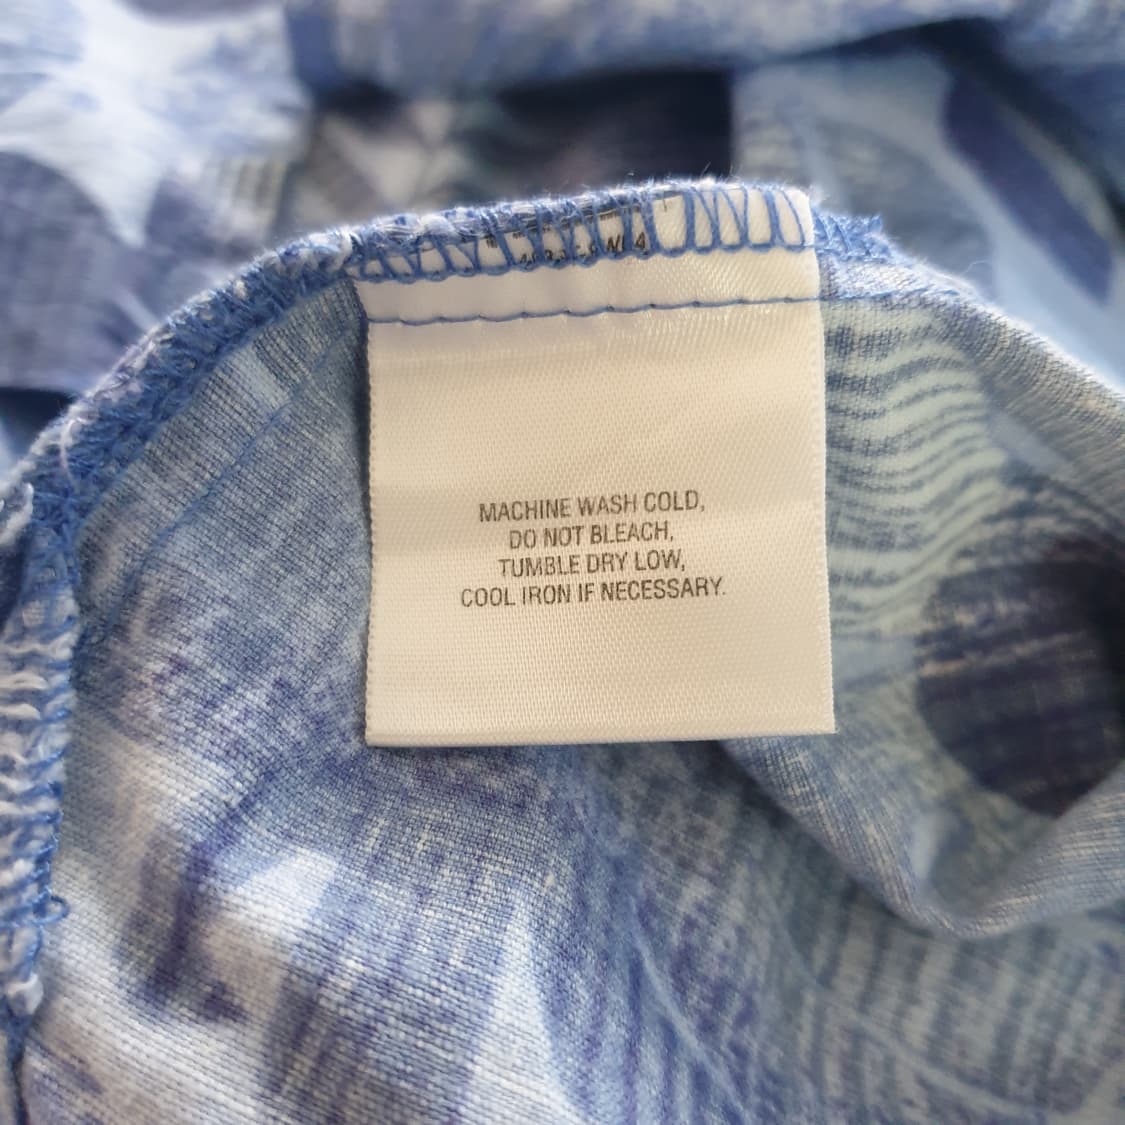 MACHINE WASH COLD,
DO NOT BLEACH,
TUMBLE DRY LOW,
COOL IRON IF NECESSARY.